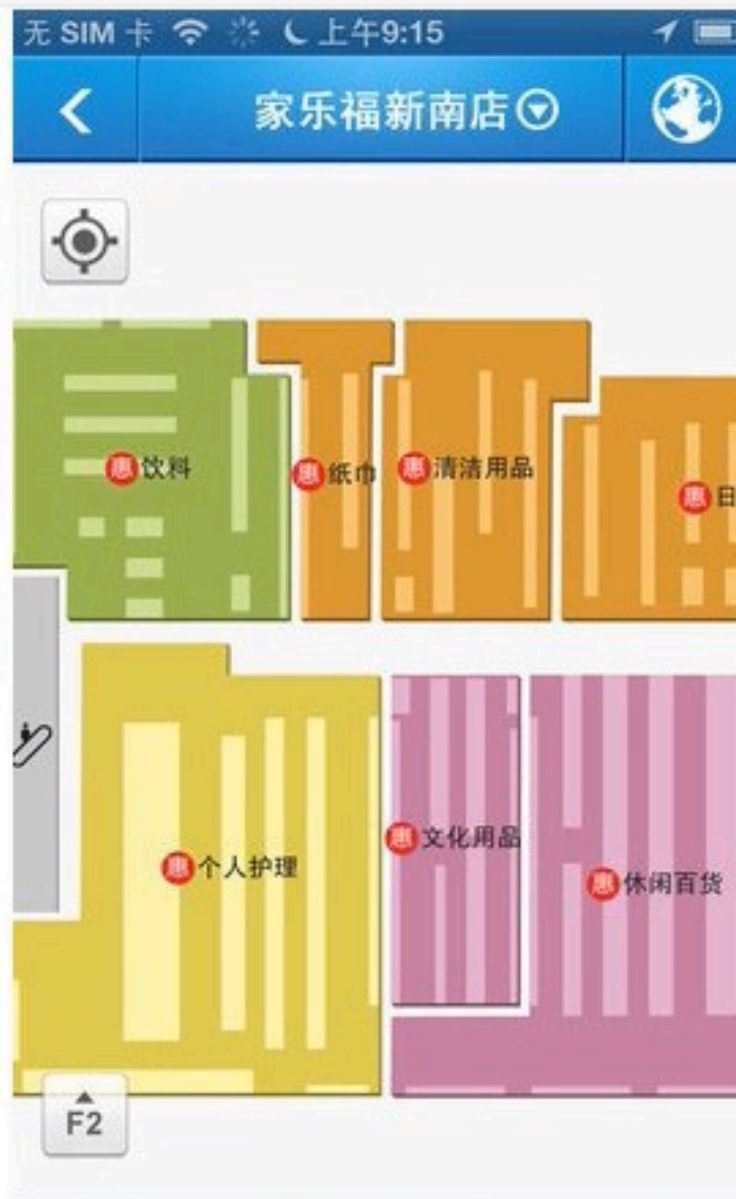 无 SIM 卡 上午9:15
家乐福新南店
惠 饮料
惠 纸巾
惠 清洁用品
惠 日
惠 个人护理
惠 文化用品
惠 休闲百货
F2